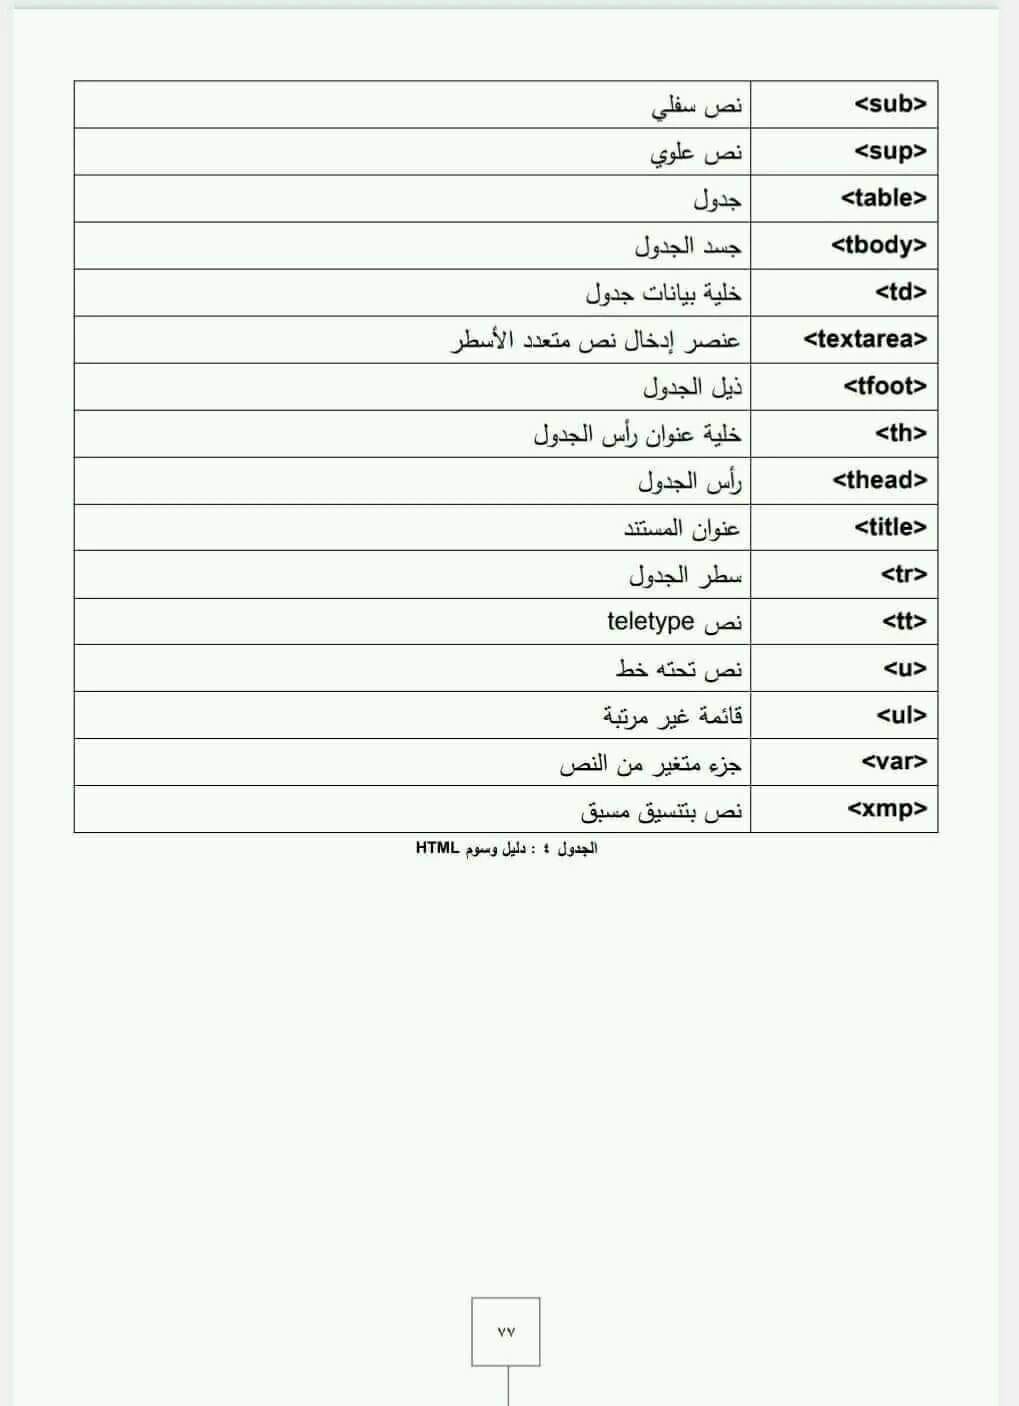 <sub> نص سفلي
<sup> نص علوي
<table> جدول
<tbody> جسد الجدول
<td> خلية بيانات جدول
<textarea> عنصر إدخال نص متعدد الأسطر
<tfoot> ذيل الجدول
<th> خلية عنوان رأس الجدول
<thead> رأس الجدول
<title> عنوان المستند
<tr> سطر الجدول
<tt> نص teletype
<u> نص تحته خط
<ul> قائمة غير مرتبة
<var> جزء متغير من النص
<xmp> نص بتنسيق مسبق
الجدول ٤ : دليل وسوم HTML
٧٧